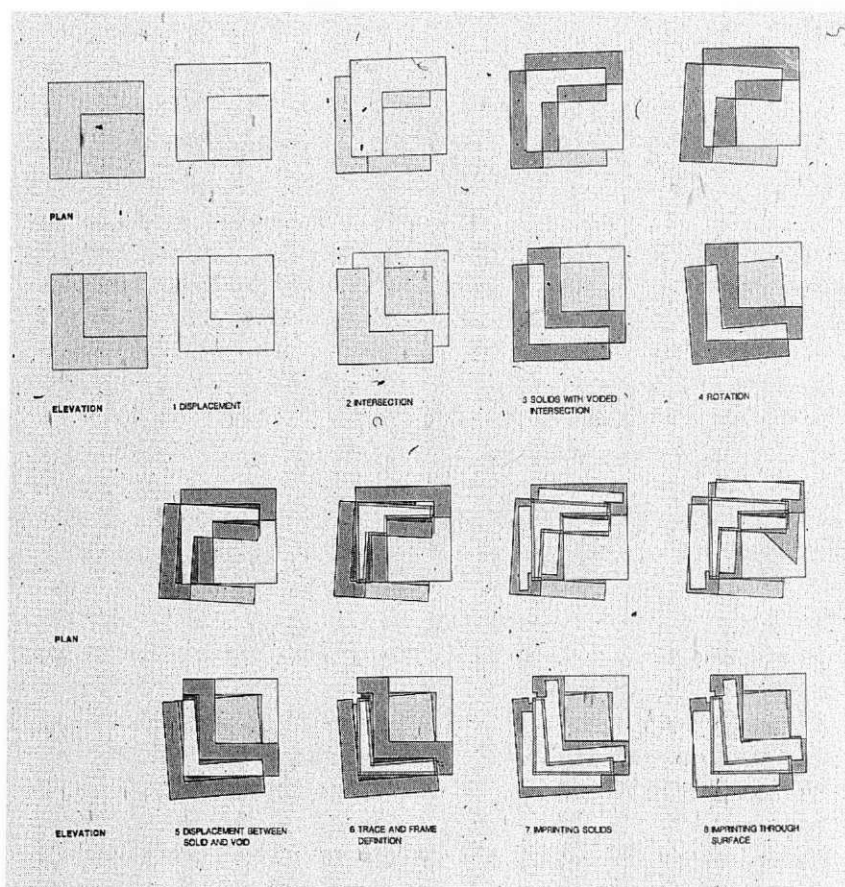 PLAN
ELEVATION
1 DISPLACEMENT
2 INTERSECTION
3 SOLIDS WITH VOIDED
INTERSECTION
4 ROTATION
PLAN
ELEVATION
5 DISPLACEMENT BETWEEN
SOLID AND VOID
6 TRACE AND FRAME
DEFINITION
7 IMPRINTING SOLIDS
8 IMPRINTING THROUGH
SURFACE